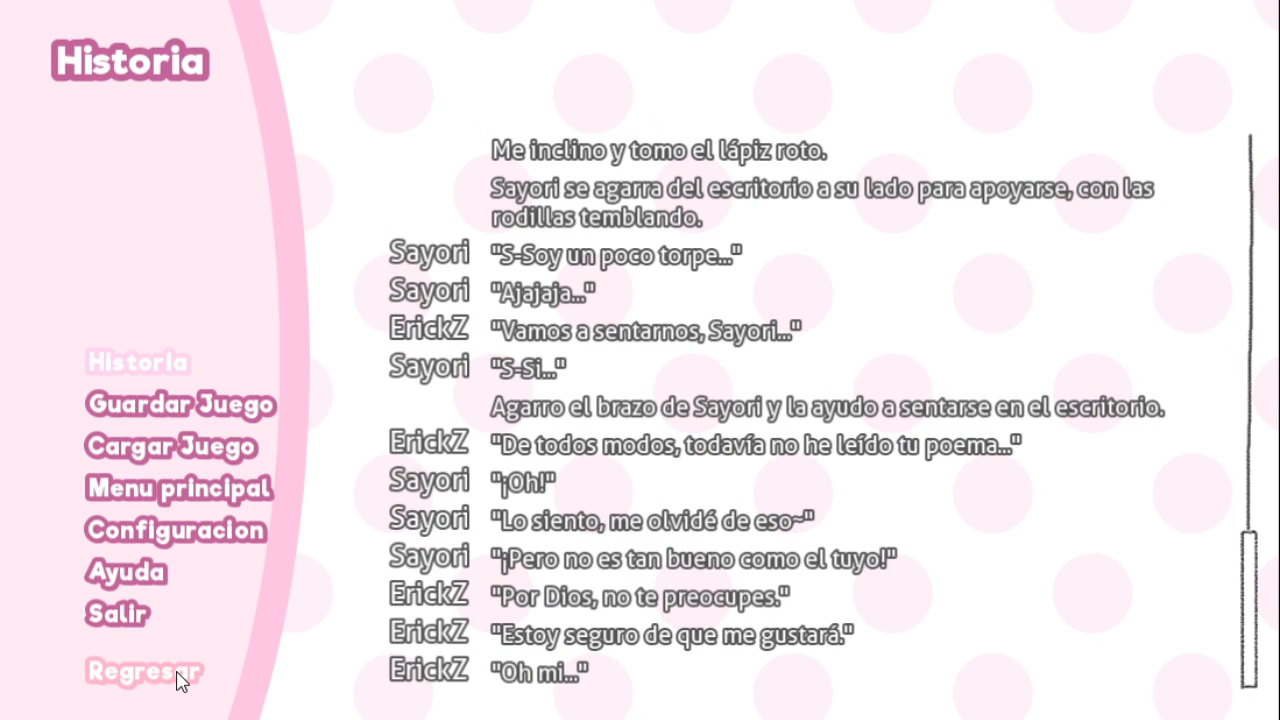 Historia
Me inclino y tomo el lápiz roto.
Sayori se agarra del escritorio a su lado para apoyarse, con las
rodillas temblando.
Sayori "S-Soy un poco torpe..."
Sayori "Ajajaja..."
ErickZ "Vamos a sentarnos, Sayori..."
Sayori "S-Si..."
Agarro el brazo de Sayori y la ayudo a sentarse en el escritorio.
ErickZ "De todos modos, todavía no he leído tu poema..."
Sayori "¡Oh!"
Sayori "Lo siento, me olvidé de eso~"
Sayori "¡Pero no es tan bueno como el tuyo!"
ErickZ "Por Dios, no te preocupes."
ErickZ "Estoy seguro de que me gustará."
ErickZ "Oh mi..."
Historia
Guardar Juego
Cargar Juego
Menu principal
Configuracion
Ayuda
Salir
Regresar